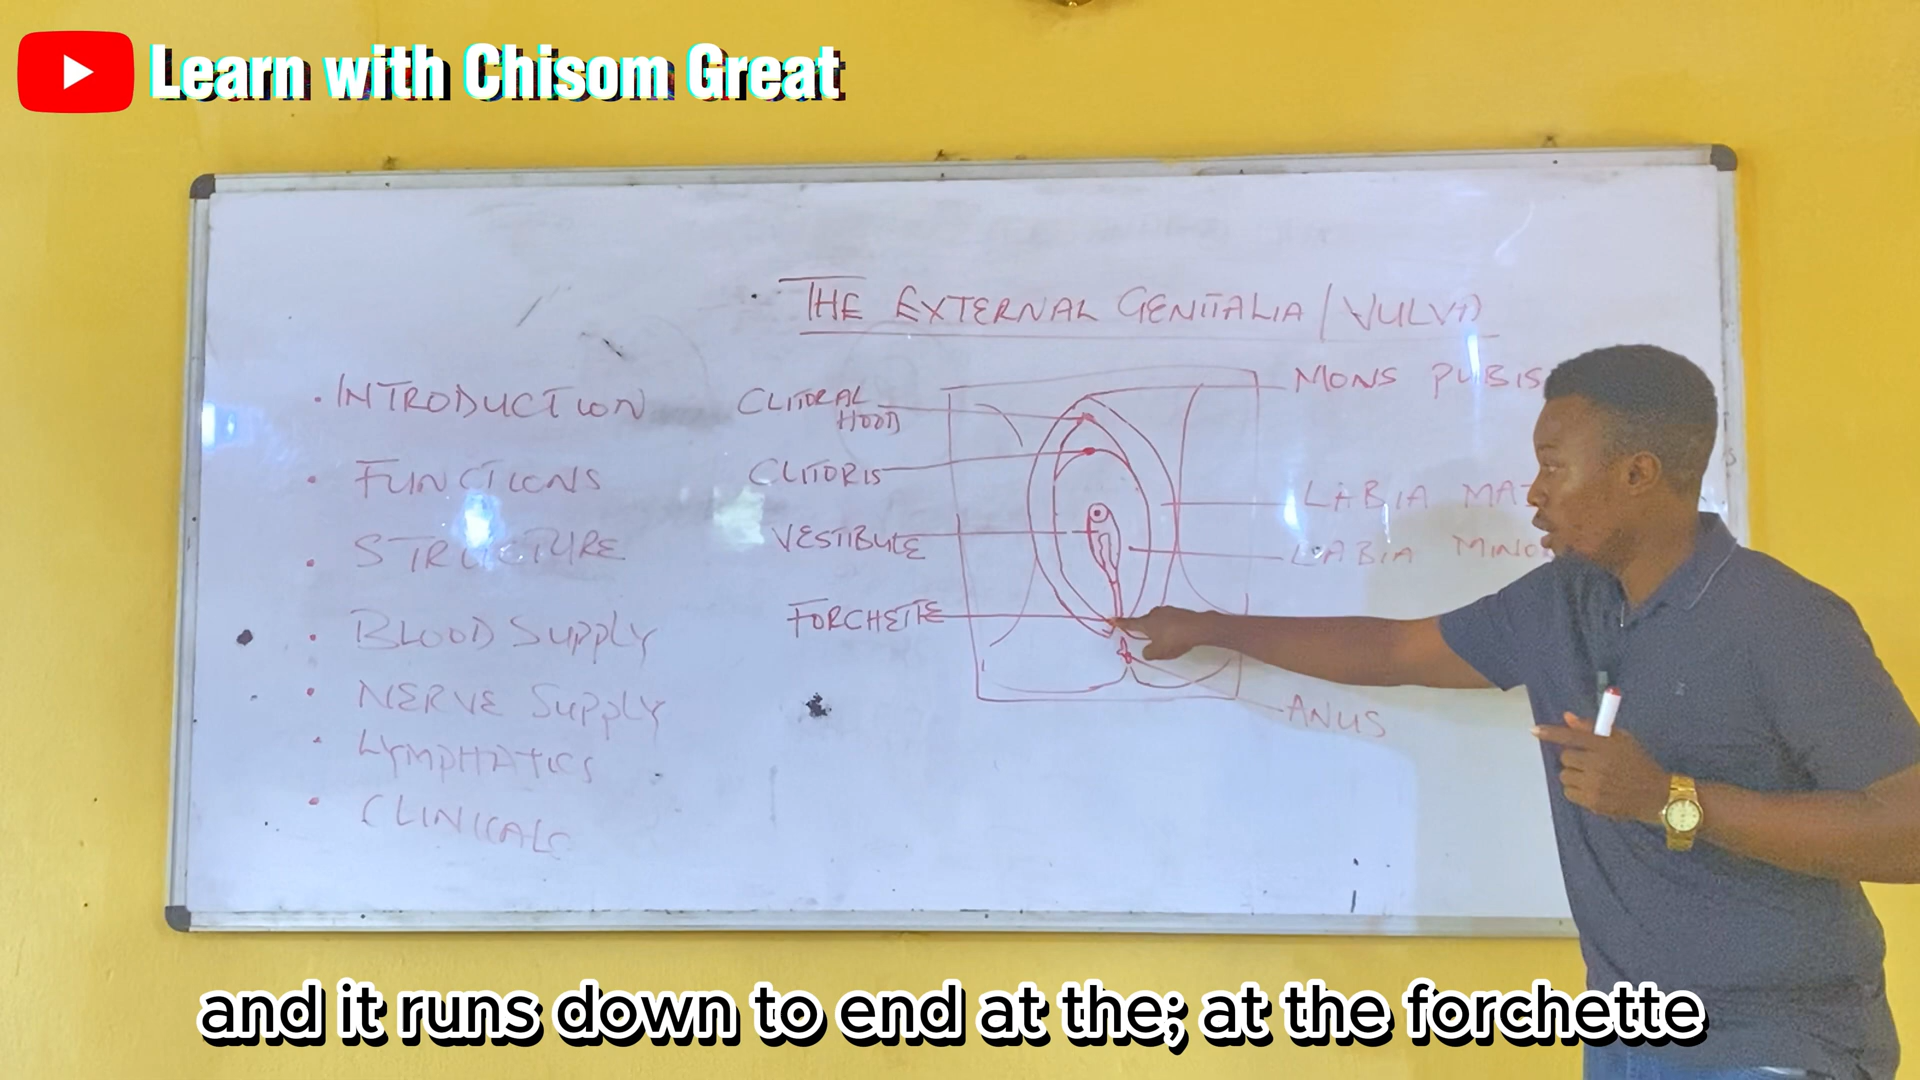 Learn with Chisom Great
THE EXTERNAL GENITALIA / VULVA
• INTRODUCTION
• FUNCTIONS
• STRUCTURE
• BLOOD SUPPLY
• NERVE SUPPLY
• LYMPHATICS
• CLINICALS
CLITORAL
HOOD
CLITORIS
VESTIBULE
FORCHETTE
MONS PUBIS
LABIA MA
LABIA MINO
ANUS
and it runs down to end at the; at the forchette